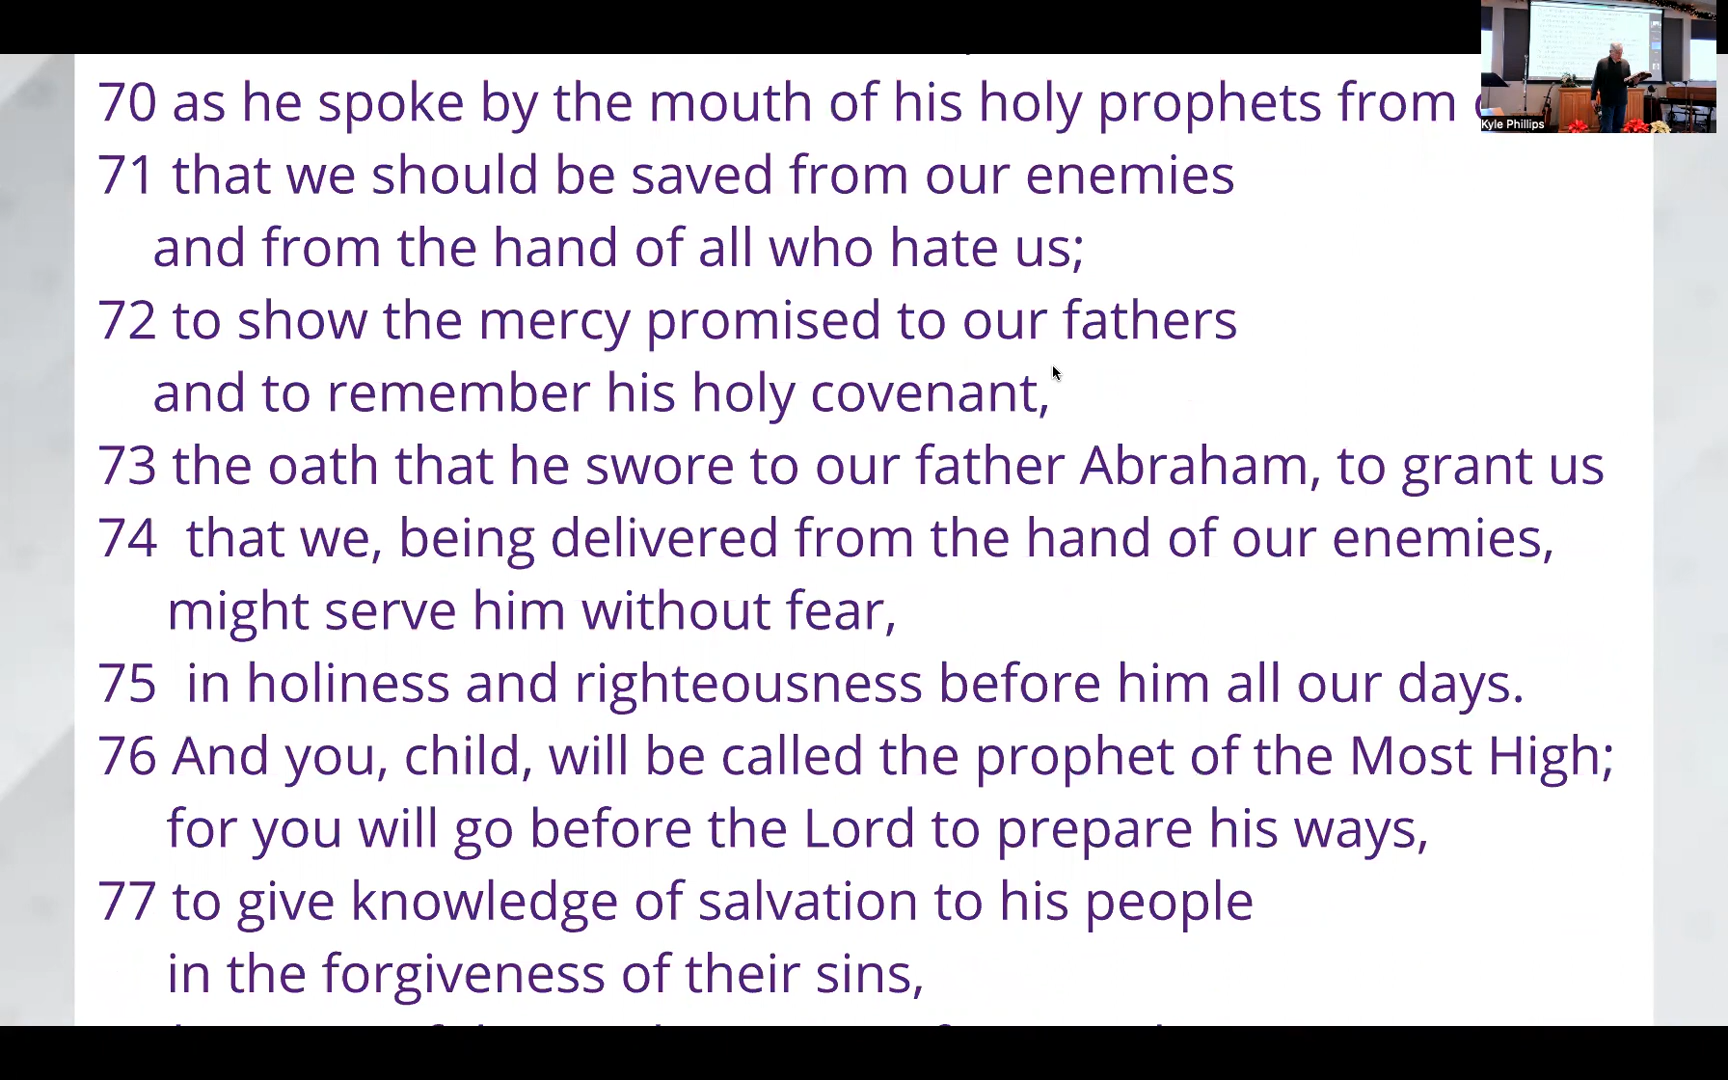 70 as he spoke by the mouth of his holy prophets from
71 that we should be saved from our enemies
and from the hand of all who hate us;
72 to show the mercy promised to our fathers
and to remember his holy covenant,
73 the oath that he swore to our father Abraham, to grant us
74 that we, being delivered from the hand of our enemies,
might serve him without fear,
75 in holiness and righteousness before him all our days.
76 And you, child, will be called the prophet of the Most High;
for you will go before the Lord to prepare his ways,
77 to give knowledge of salvation to his people
in the forgiveness of their sins,
Kyle Phillips